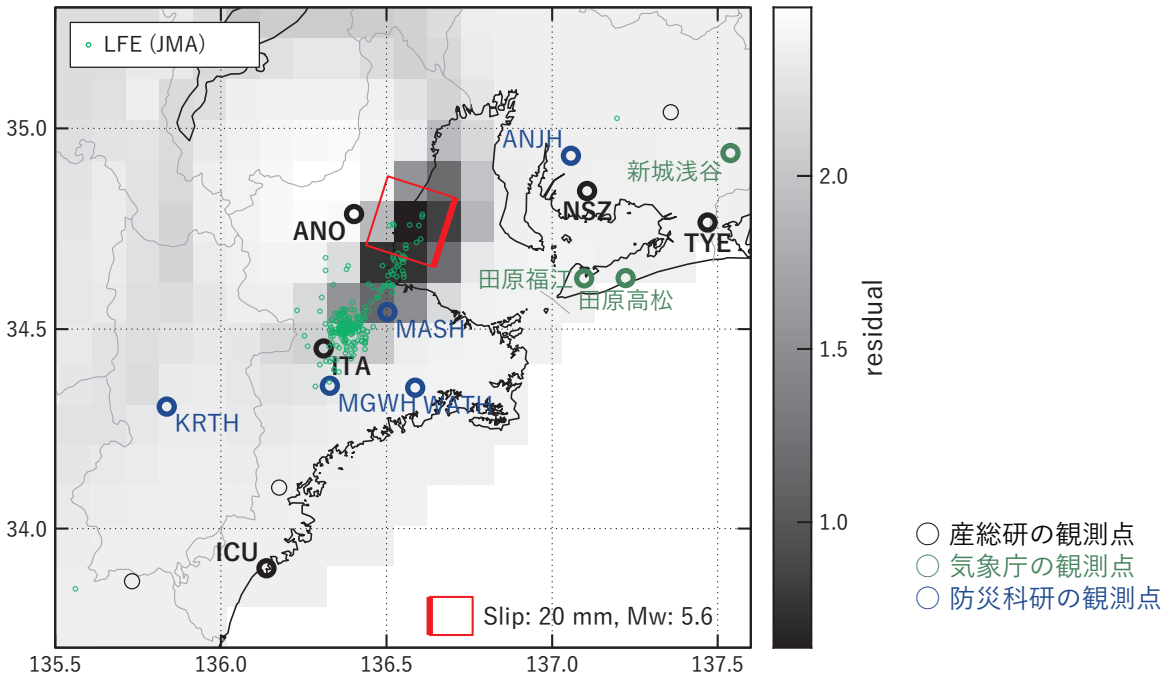 LFE (JMA)
35.0
34.5
34.0
135.5
136.0
136.5
137.0
137.5
ANJH
新城浅谷
NSZ
ANO
TYE
田原福江
田原高松
MASH
ITA
MGWH
WATH
KRTH
ICU
Slip: 20 mm, Mw: 5.6
2.0
1.5
1.0
residual
産総研の観測点
気象庁の観測点
防災科研の観測点